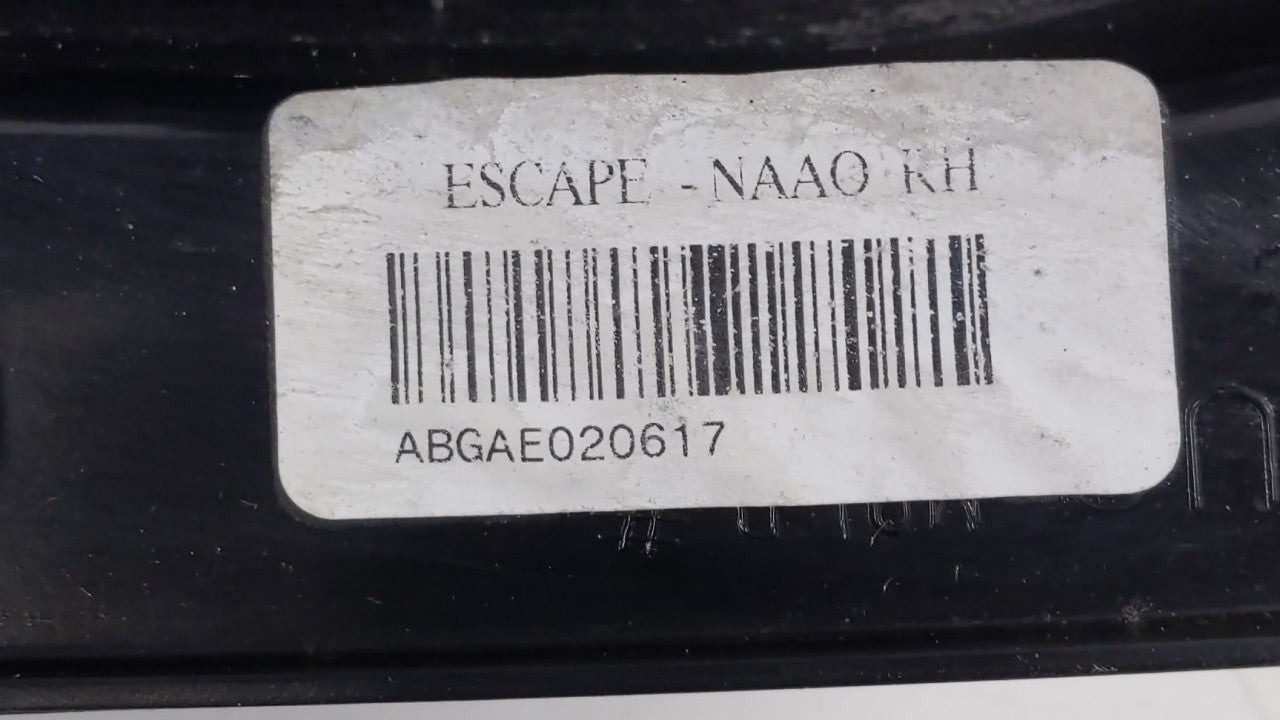 ESCAPE - NAAO RH
ABGAE020617